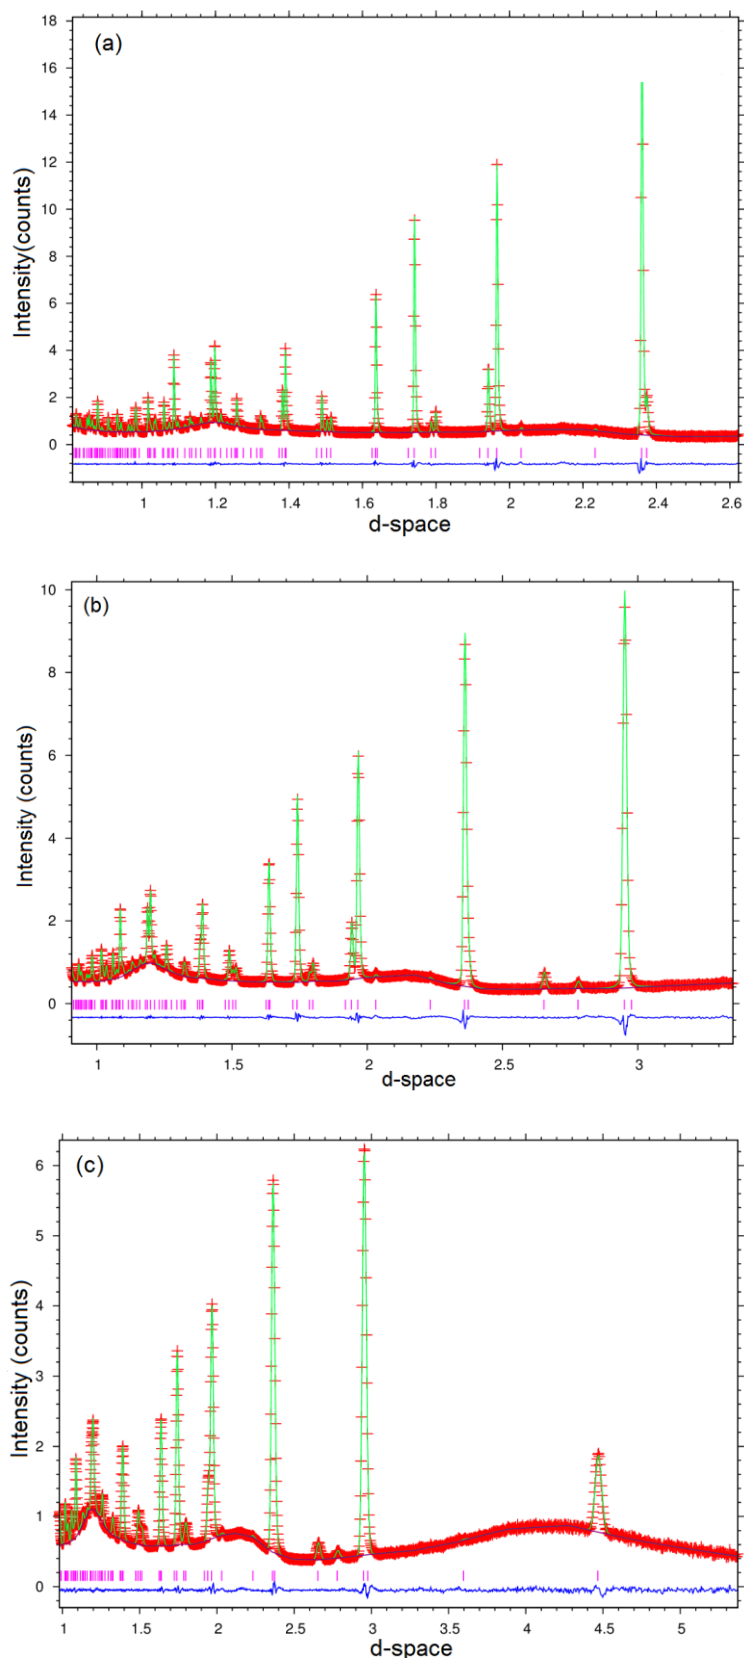 (a)
Intensity(counts)
18
16
14
12
10
8
6
4
2
0
1 1.2 1.4 1.6 1.8 2 2.2 2.4 2.6
d-space
(b)
Intensity (counts)
10
8
6
4
2
0
1 1.5 2 2.5 3
d-space
(c)
Intensity (counts)
6
5
4
3
2
1
0
1 1.5 2 2.5 3 3.5 4 4.5 5
d-space